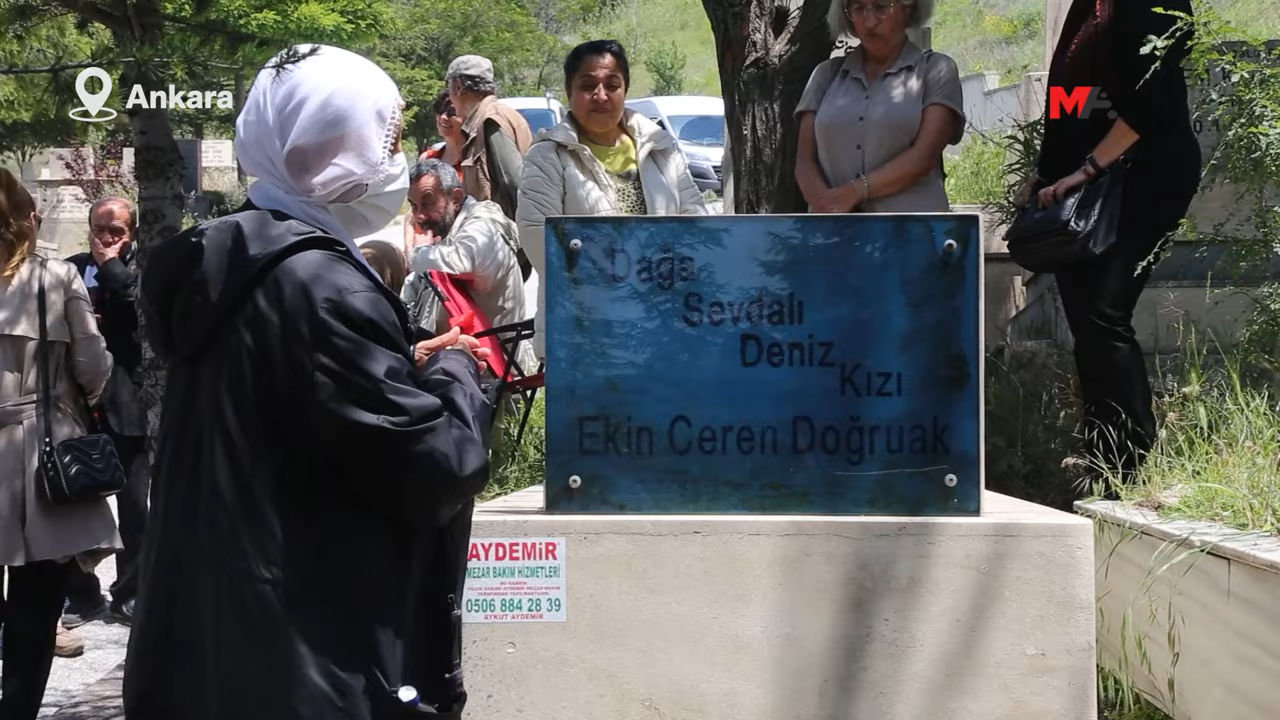 Ankara
MA
Dağa
Sevdalı
Deniz
Kızı
Ekin Ceren Doğruak
AYDEMİR
MEZAR BAKIM HİZMETLERİ
0506 884 28 39
AYKUT AYDEMİR